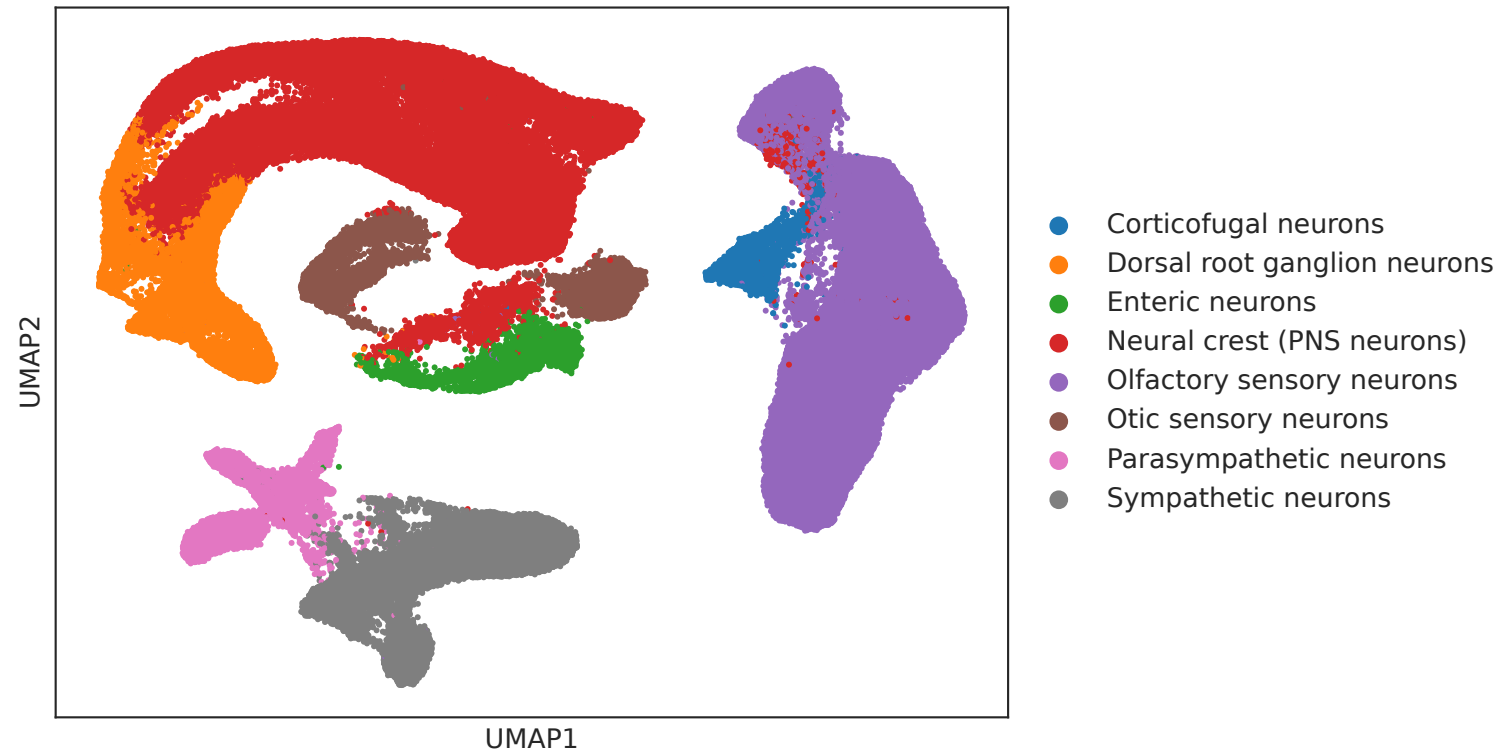 UMAP2
UMAP1
Corticofugal neurons
Dorsal root ganglion neurons
Enteric neurons
Neural crest (PNS neurons)
Olfactory sensory neurons
Otic sensory neurons
Parasympathetic neurons
Sympathetic neurons